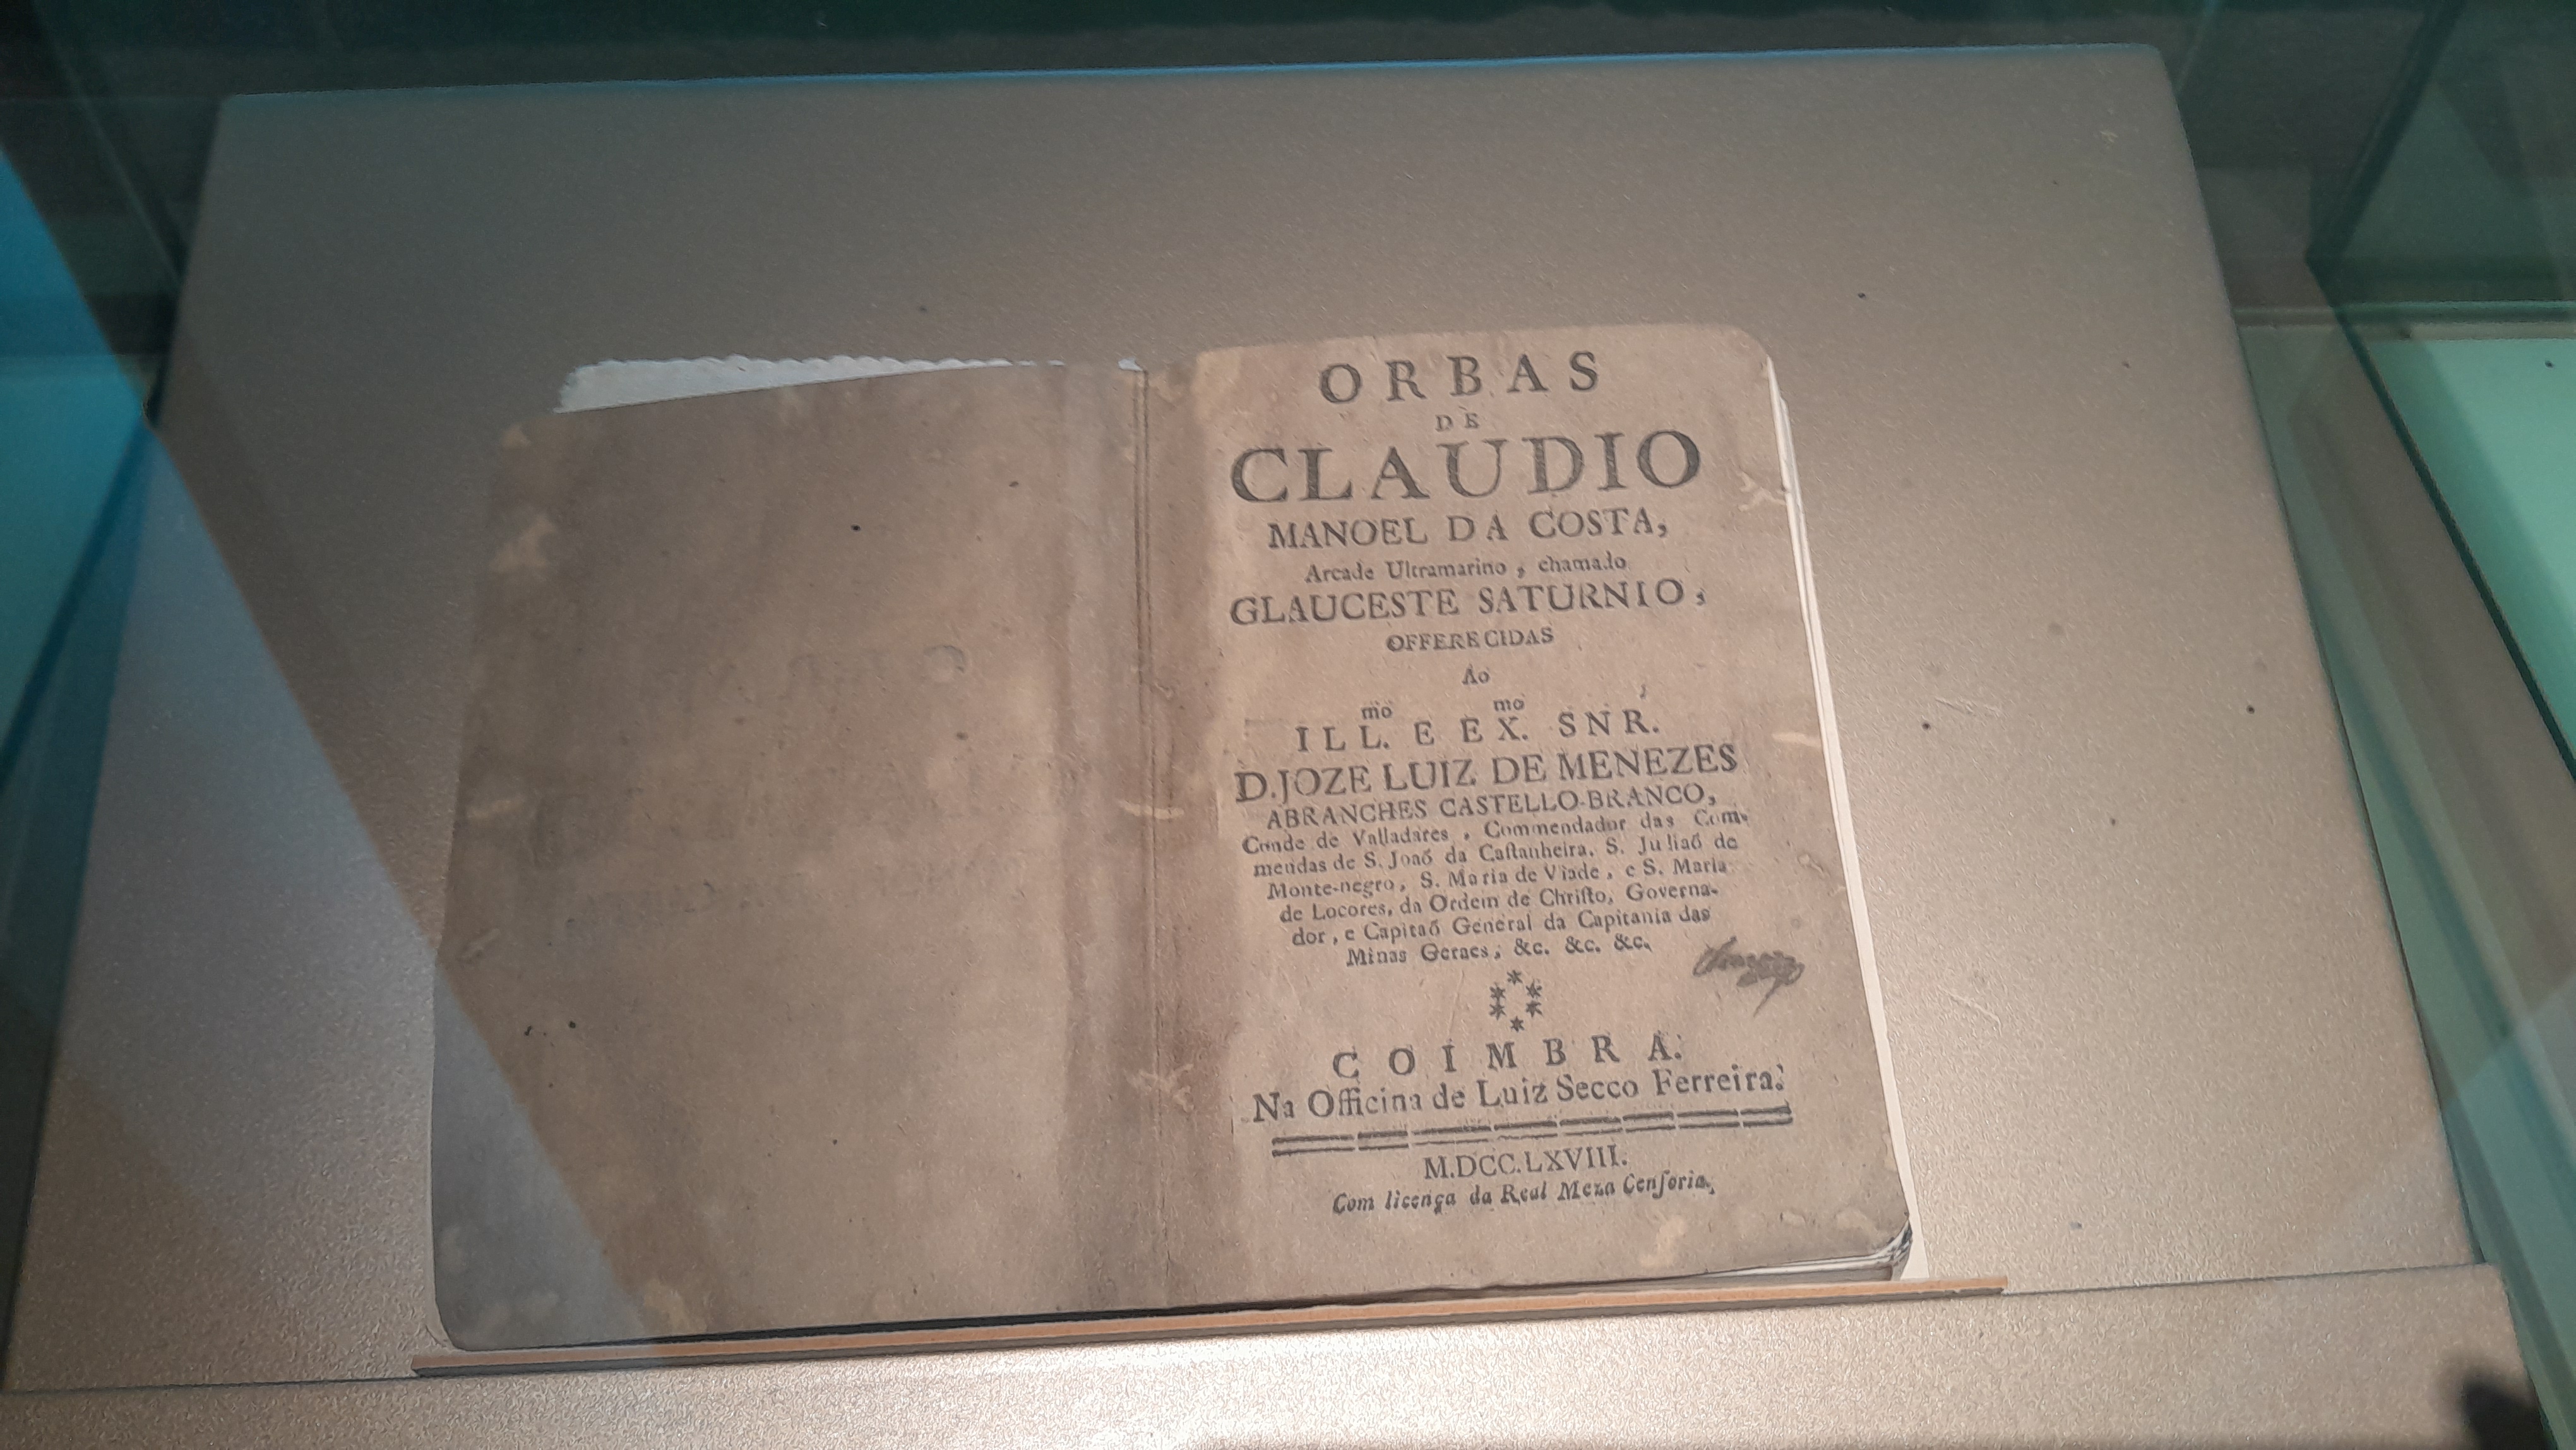 ORBAS
DE
CLAUDIO
MANOEL DA COSTA,
Arcade Ultramarino, chamado
GLAUCESTE SATURNIO,
OFFERECIDAS
Ao
ILL.mo E EX.mo SNR.
D. JOZE LUIZ DE MENEZES
ABRANCHES CASTELLO-BRANCO,
Conde de Valladares, Commendador das Com-
mendas de S. Joaõ da Caſtanheira, S. Juliaõ de
Monte-negro, S. Maria de Viade, e S. Maria
de Locores, da Ordem de Chriſto, Governa-
dor, e Capitaõ General da Capitania das
Minas Geraes, &c. &c. &c.
COIMBRA:
Na Officina de Luiz Secco Ferreira:
M.DCC.LXVIII.
Com licença da Real Meza Cenſoria,